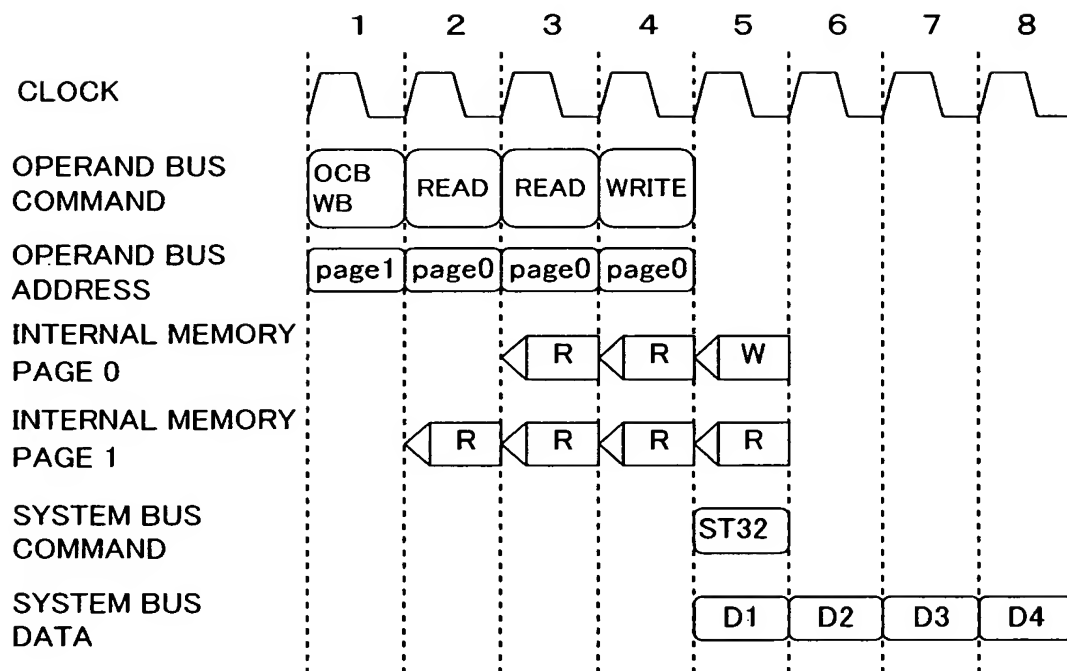 1 2 3 4 5 6 7 8
CLOCK
OPERAND BUS
COMMAND
OCB
WB
READ READ WRITE
OPERAND BUS
ADDRESS
page1 page0 page0 page0
INTERNAL MEMORY
PAGE 0
R R W
INTERNAL MEMORY
PAGE 1
R R R R
SYSTEM BUS
COMMAND
ST32
SYSTEM BUS
DATA
D1 D2 D3 D4